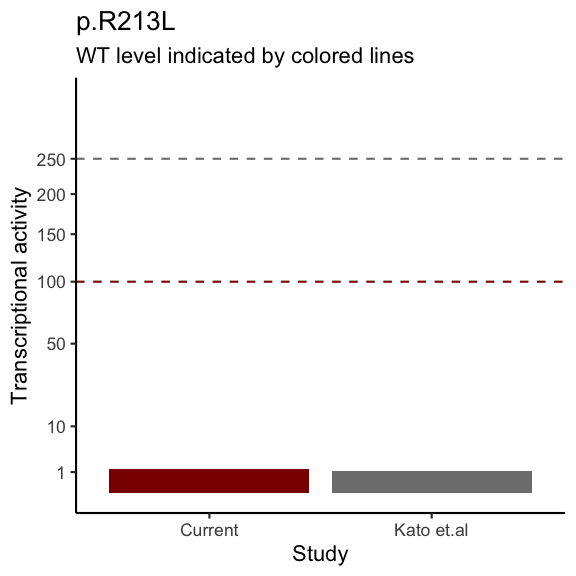 p.R213L
WT level indicated by colored lines
Transcriptional activity
250
200
150
100
50
10
1
Current
Kato et.al
Study